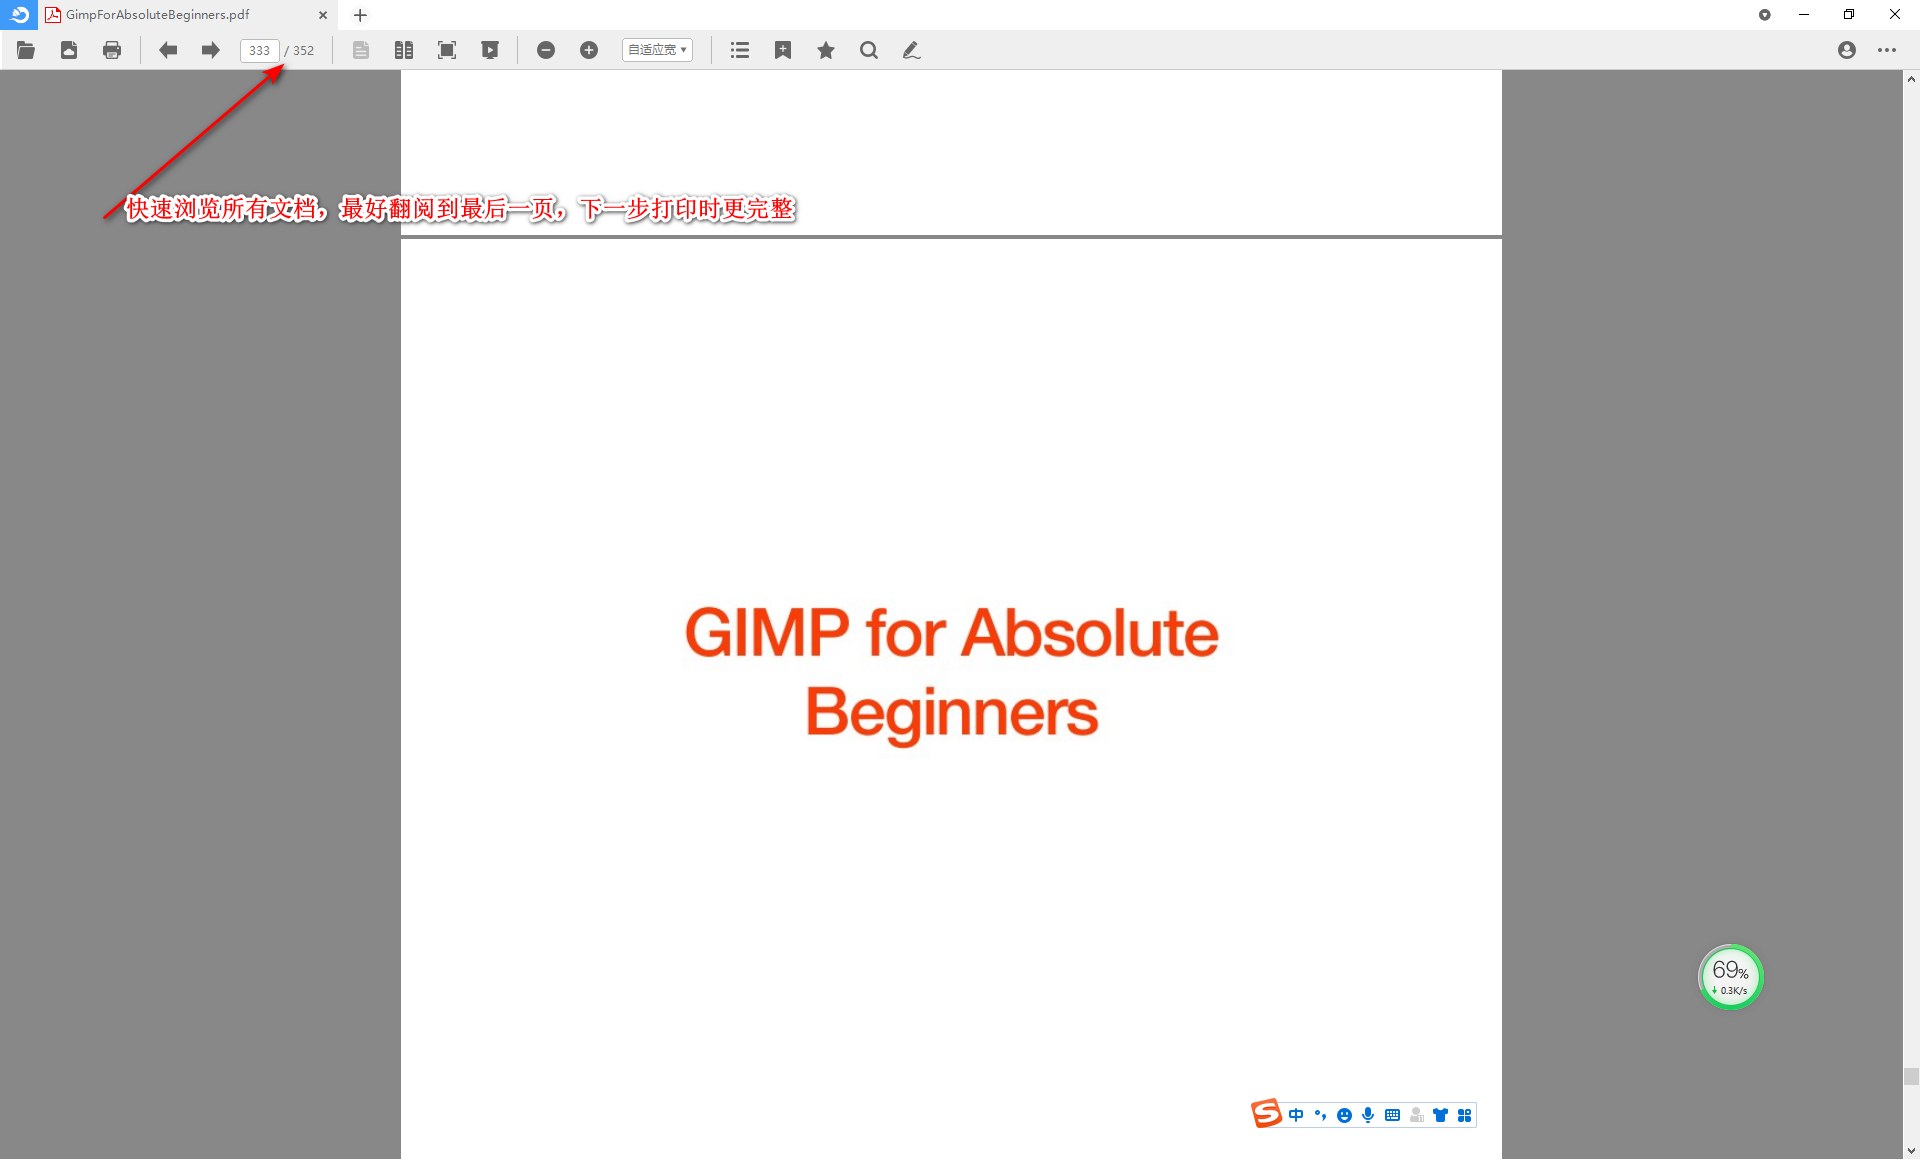 GimpForAbsoluteBeginners.pdf
333 / 352
自适应宽
快速浏览所有文档，最好翻阅到最后一页，下一步打印时更完整
GIMP for Absolute
Beginners
69%
0.3K/s
中